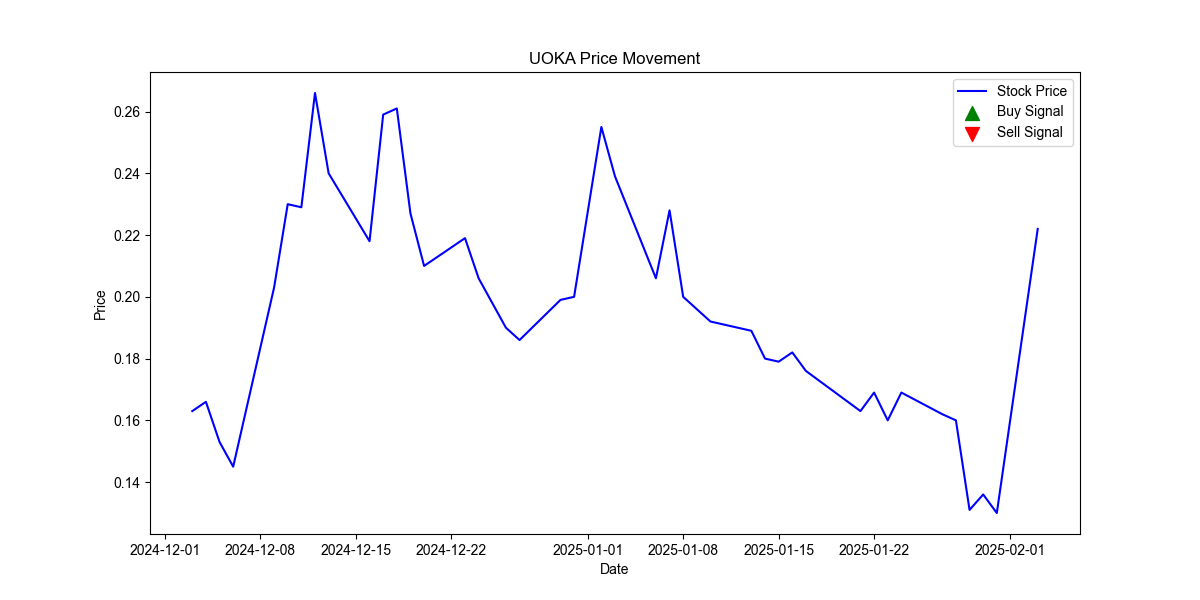 UOKA Price Movement
Stock Price
Buy Signal
Sell Signal
Price
0.26
0.24
0.22
0.20
0.18
0.16
0.14
2024-12-01 2024-12-08 2024-12-15 2024-12-22 2025-01-01 2025-01-08 2025-01-15 2025-01-22 2025-02-01
Date